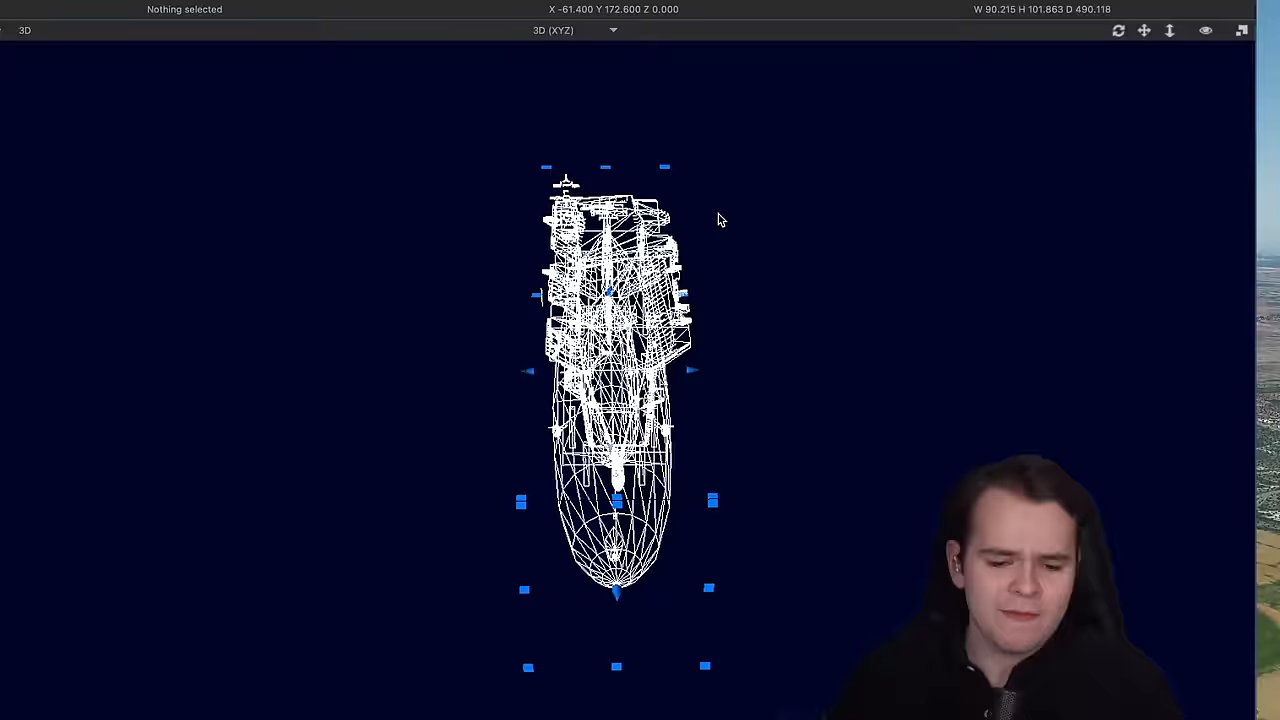 Nothing selected
X -61.400 Y 172.600 Z 0.000
W 90.215 H 101.863 D 490.118
3D
3D (XYZ)